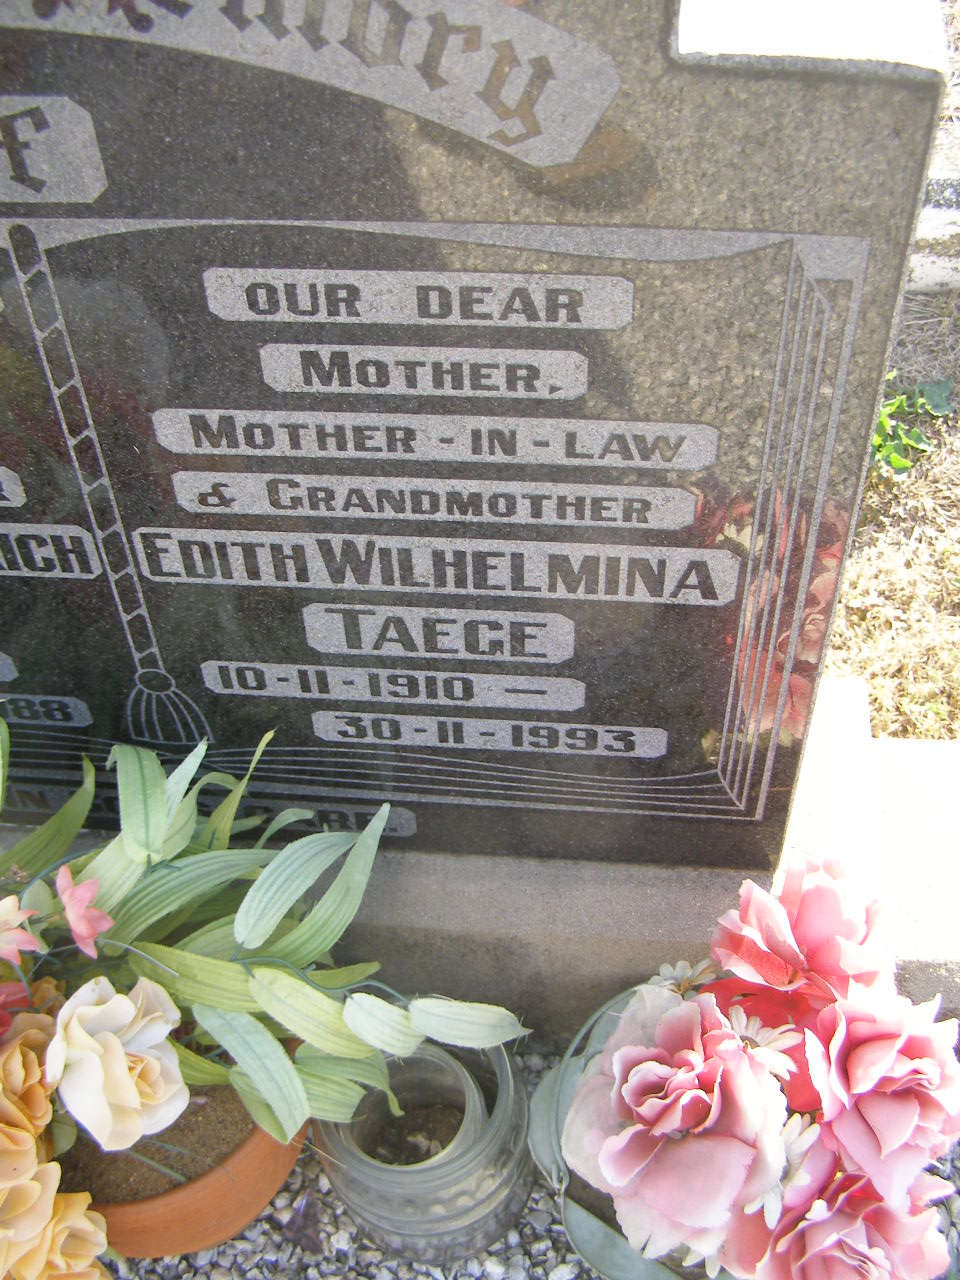 OUR DEAR
MOTHER,
MOTHER-IN-LAW
& GRANDMOTHER
EDITH WILHELMINA
TAEGE
10-11-1910 —
30-11-1993